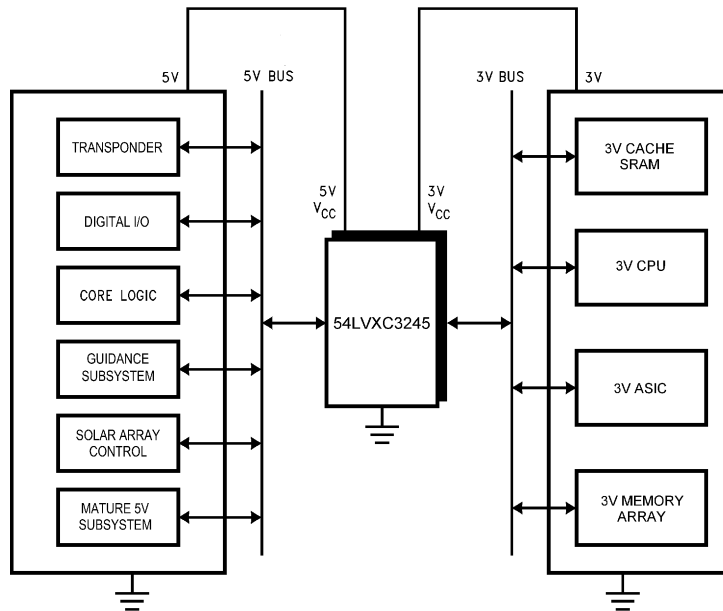 5V
5V BUS
3V BUS
3V
TRANSPONDER
DIGITAL I/O
CORE LOGIC
GUIDANCE
SUBSYSTEM
SOLAR ARRAY
CONTROL
MATURE 5V
SUBSYSTEM
5V
VCC
3V
VCC
54LVXC3245
3V CACHE
SRAM
3V CPU
3V ASIC
3V MEMORY
ARRAY